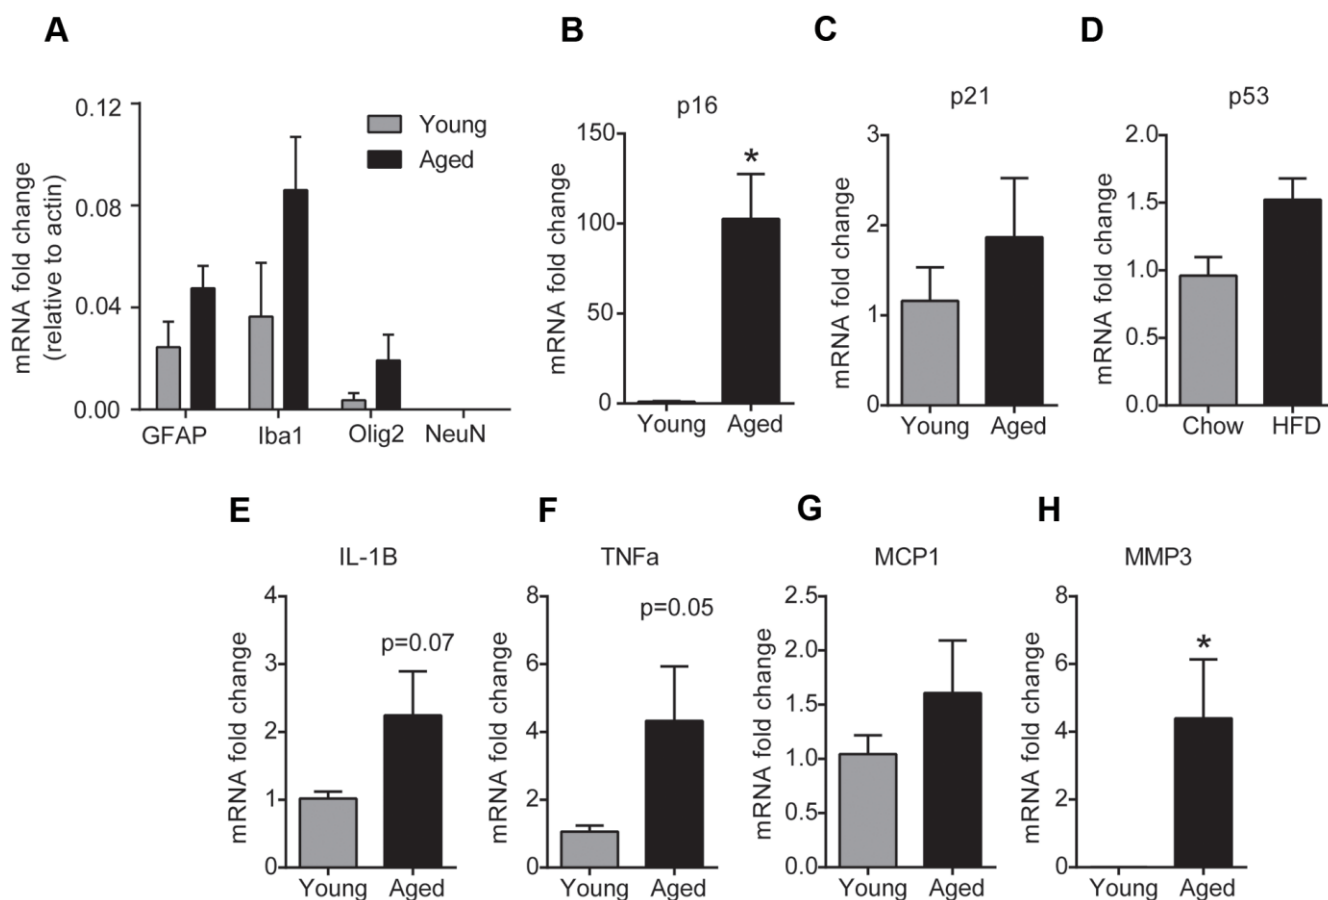 A
B
C
D
mRNA fold change
(relative to actin)
0.12
0.08
0.04
0.00
Young
Aged
GFAP Iba1 Olig2 NeuN
p16
mRNA fold change
150
100
50
0
*
Young Aged
p21
mRNA fold change
3
2
1
0
Young Aged
p53
mRNA fold change
2.0
1.5
1.0
0.5
0.0
Chow HFD
E
F
G
H
IL-1B
mRNA fold change
4
3
2
1
0
p=0.07
Young Aged
TNFa
mRNA fold change
8
6
4
2
0
p=0.05
Young Aged
MCP1
mRNA fold change
2.5
2.0
1.5
1.0
0.5
0.0
Young Aged
MMP3
mRNA fold change
8
6
4
2
0
*
Young Aged